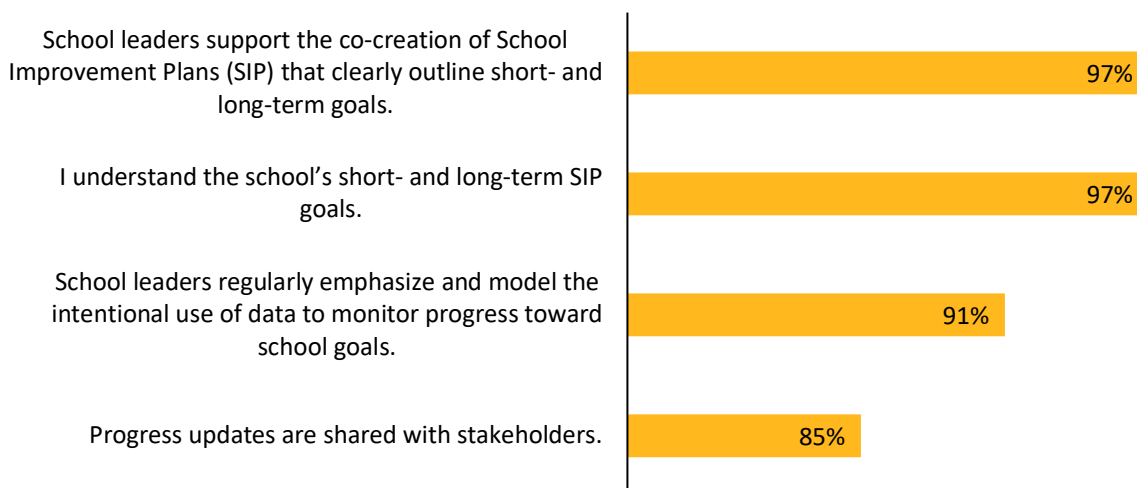 School leaders support the co-creation of School
Improvement Plans (SIP) that clearly outline short- and
long-term goals.
97%
I understand the school’s short- and long-term SIP
goals.
97%
School leaders regularly emphasize and model the
intentional use of data to monitor progress toward
school goals.
91%
Progress updates are shared with stakeholders.
85%